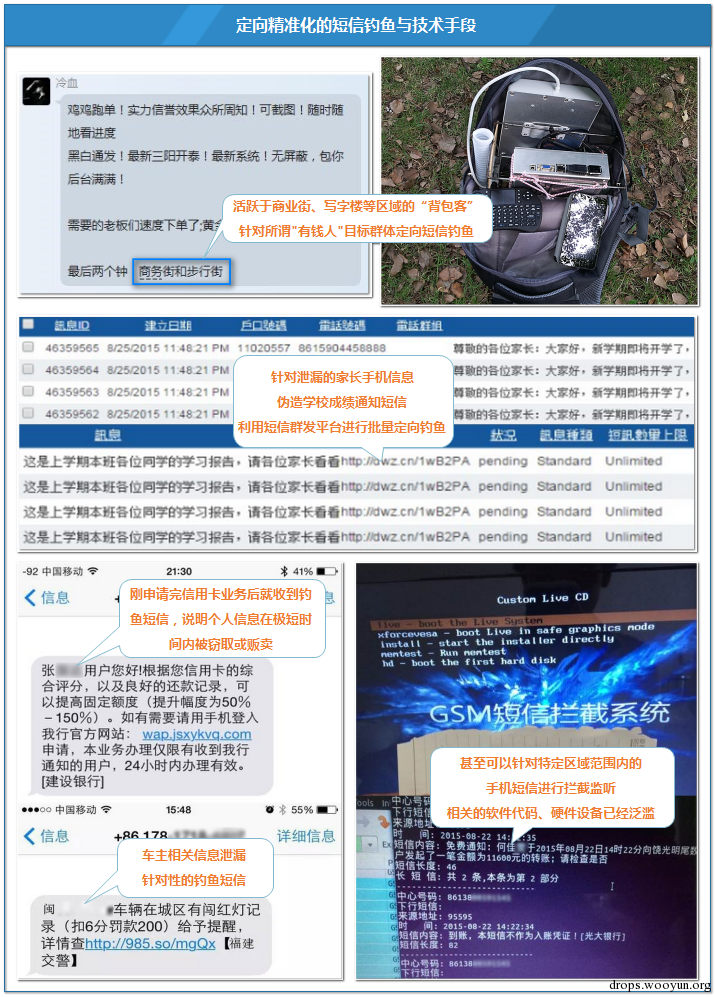 定向精准化的短信钓鱼与技术手段
冷血
鸡鸡跑单！实力信誉效果众所周知！可截图！随时随
地看进度
黑白通发！最新三阳开泰！最新系统！无屏蔽，包你
后台满满！
需要的老板们速度下单了;黄金
最后两个钟 商务街和步行街
活跃于商业街、写字楼等区域的“背包客”
针对所谓"有钱人"目标群体定向短信钓鱼
訊息ID 建立日期 戶口號碼 電話號碼 電話群組
46359565 8/25/2015 11:48:21 PM 11020557 8615904458888 尊敬的各位家长：大家好，新学期即将开学了，
46359564 8/25/2015 11:48:21 PM 尊敬的各位家长：大家好，新学期即将开学了，
46359563 8/25/2015 11:48:21 PM 尊敬的各位家长：大家好，新学期即将开学了，
46359562 8/25/2015 11:48:21 PM 尊敬的各位家长：大家好，新学期即将开学了，
针对泄漏的家长手机信息
伪造学校成绩通知短信
利用短信群发平台进行批量定向钓鱼
訊息 狀況 訊息種類 短訊數量上限
这是上学期本班各位同学的学习报告，请各位家长看看http://dwz.cn/1wB2PA pending Standard Unlimited
这是上学期本班各位同学的学习报告，请各位家长看看http://dwz.cn/1wB2PA pending Standard Unlimited
这是上学期本班各位同学的学习报告，请各位家长看看http://dwz.cn/1wB2PA pending Standard Unlimited
这是上学期本班各位同学的学习报告，请各位家长看看http://dwz.cn/1wB2PA pending Standard Unlimited
-92 中国移动 21:30 41%
信息 信息
刚申请完信用卡业务后就收到钓
鱼短信，说明个人信息在极短时
间内被窃取或贩卖
张 用户您好!根据您信用卡的综
合评分，以及良好的还款记录，可
以提高固定额度（提升幅度为50%
－150%）。如有需要请用手机登入
我行官方网站： wap.jsxykvq.com
申请，本业务办理仅限有收到我行
通知的用户，24小时内办理有效。
[建设银行]
中国移动 15:48 55%
信息 +86 178 详细信息
车主相关信息泄漏
针对性的钓鱼短信
闽 车辆在城区有闯红灯记
录（扣6分罚款200）给予提醒，
详情查http://985.so/mgQx【福建
交警】
Custom Live CD
live - boot the Live System
xforcevesa - boot Live in safe graphics mode
install - start the installer directly
memtest - Run memtest
hd - boot the first hard disk
GSM短信拦截系统
甚至可以针对特定区域范围内的
手机短信进行拦截监听
相关的软件代码、硬件设备已经泛滥
Tools
中心号码
下行短信:
来源地址
时 间: 2015-08-22 14:22:35
短信内容: 免费通知: 何佳 于2015年08月22日14时22分向饶光明尾数
户发起了一笔金额为11600元的转账; 请检查是否
短信长度: 46
长 短 信: 共 2 条,本条为第 2 部分
中心号码: 86138
下行短信:
来源地址: 95595
时 间: 2015-08-22 14:22:34
短信内容: 到账, 本短信不作为入账凭证! [光大银行]
短信长度: 82
中心号码: 86138
下行短信:
drops.wooyun.org